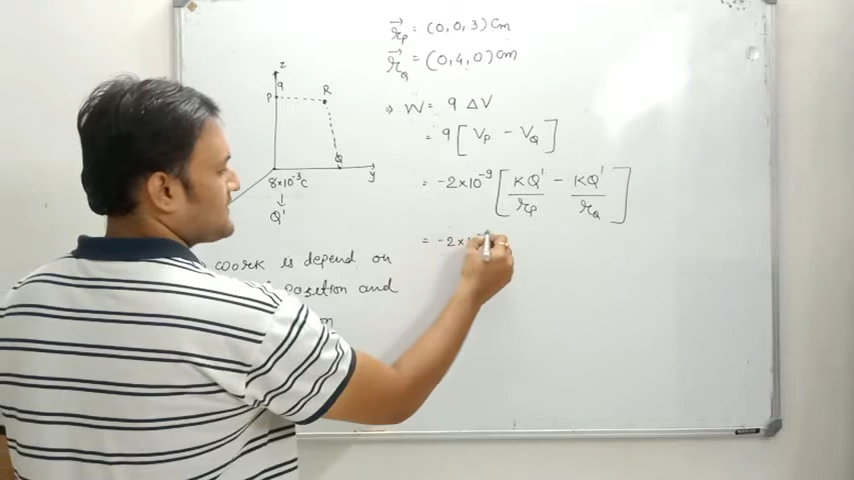 r⃗P = (0, 0, 3) Cm
r⃗Q = (0, 4, 0) cm
z
q
P
R
Q
y
8×10⁻³C
↓
Q'
⇒ W = q ΔV
= q [ VP - VQ ]
= -2×10⁻⁹ [ KQ'/rP - KQ'/rQ ]
= -2×
work is depend on
position and